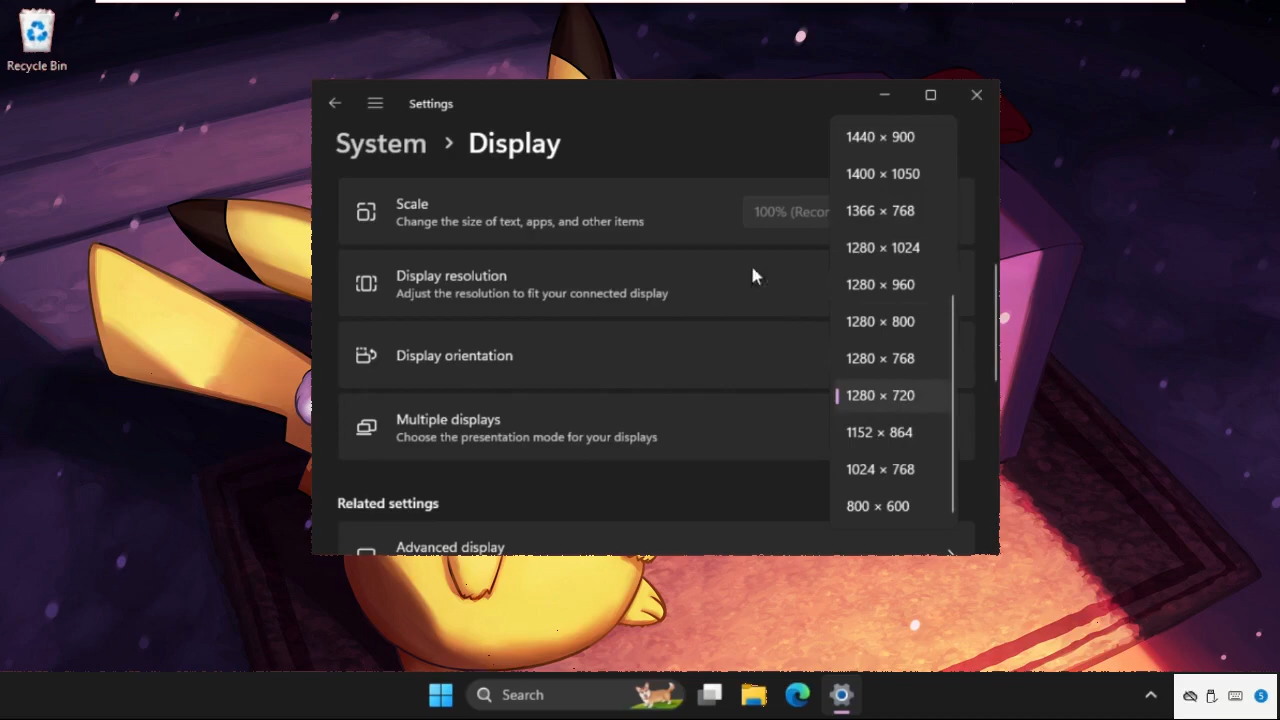 Recycle Bin
Settings
System > Display
1440 × 900
1400 × 1050
1366 × 768
1280 × 1024
1280 × 960
1280 × 800
1280 × 768
1280 × 720
1152 × 864
1024 × 768
800 × 600
Scale
Change the size of text, apps, and other items
100% (Recor
Display resolution
Adjust the resolution to fit your connected display
Display orientation
Multiple displays
Choose the presentation mode for your displays
Related settings
Advanced display
Search
5